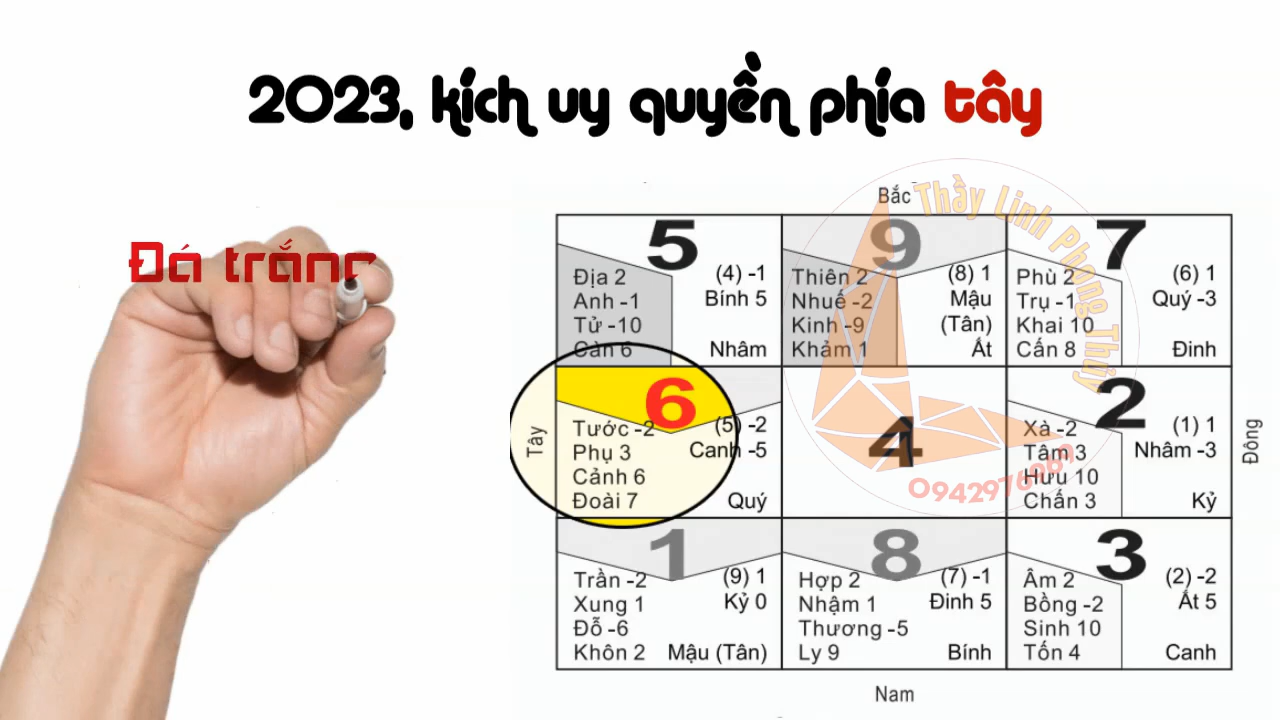 2023, kích uy quyền phía tây
Đá trắng
Bắc
Thầy Linh Phong Thủy
0942976989
5
Địa 2
Anh -1
Tử -10
Càn 6
(4) -1
Bính 5
Nhâm
9
Thiên 2
Nhuế -2
Kinh -9
Khảm 1
(8) 1
Mậu
(Tân)
Ất
7
Phù 2
Trụ -1
Khai 10
Cấn 8
(6) 1
Quý -3
Đinh
Tây
6
Tước -2
Phụ 3
Cảnh 6
Đoài 7
(5) -2
Canh -5
Quý
4
2
Xà -2
Tâm 3
Hưu 10
Chấn 3
(1) 1
Nhâm -3
Kỷ
Đông
1
Trần -2
Xung 1
Đỗ -6
Khôn 2
(9) 1
Kỷ 0
Mậu (Tân)
8
Hợp 2
Nhậm 1
Thương -5
Ly 9
(7) -1
Đinh 5
Bính
3
Âm 2
Bồng -2
Sinh 10
Tốn 4
(2) -2
Ất 5
Canh
Nam